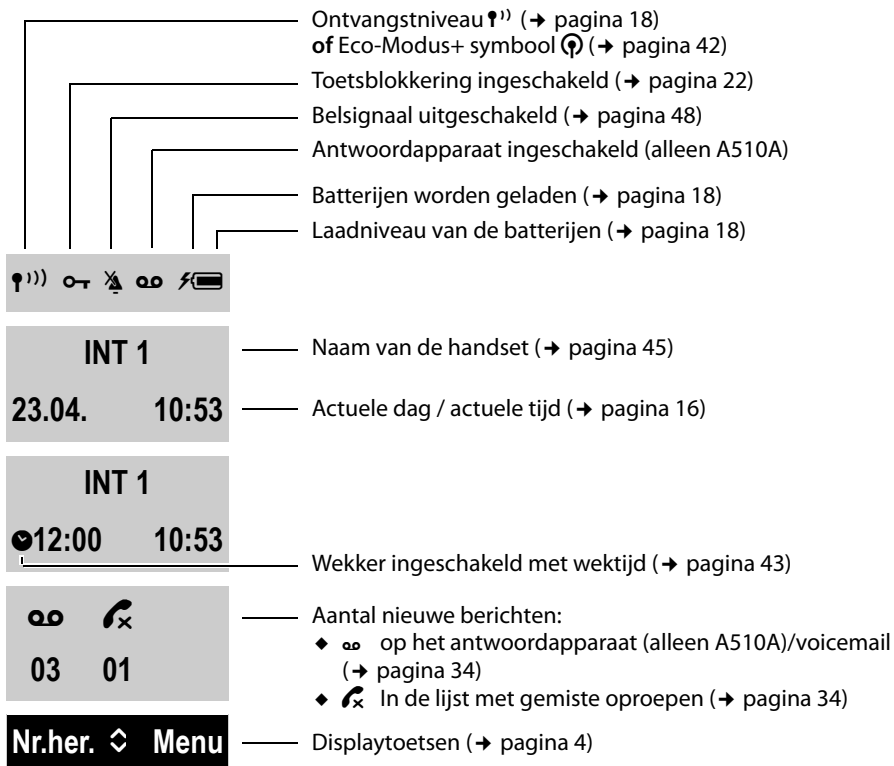 Ontvangstniveau (➔ pagina 18)
of Eco-Modus+ symbool (➔ pagina 42)
Toetsblokkering ingeschakeld (➔ pagina 22)
Belsignaal uitgeschakeld (➔ pagina 48)
Antwoordapparaat ingeschakeld (alleen A510A)
Batterijen worden geladen (➔ pagina 18)
Laadniveau van de batterijen (➔ pagina 18)
INT 1
Naam van de handset (➔ pagina 45)
23.04. 10:53
Actuele dag / actuele tijd (➔ pagina 16)
INT 1
12:00 10:53
Wekker ingeschakeld met wektijd (➔ pagina 43)
Aantal nieuwe berichten:
◆ op het antwoordapparaat (alleen A510A)/voicemail
(➔ pagina 34)
03 01
◆ In de lijst met gemiste oproepen (➔ pagina 34)
Nr.her. Menu
Displaytoetsen (➔ pagina 4)